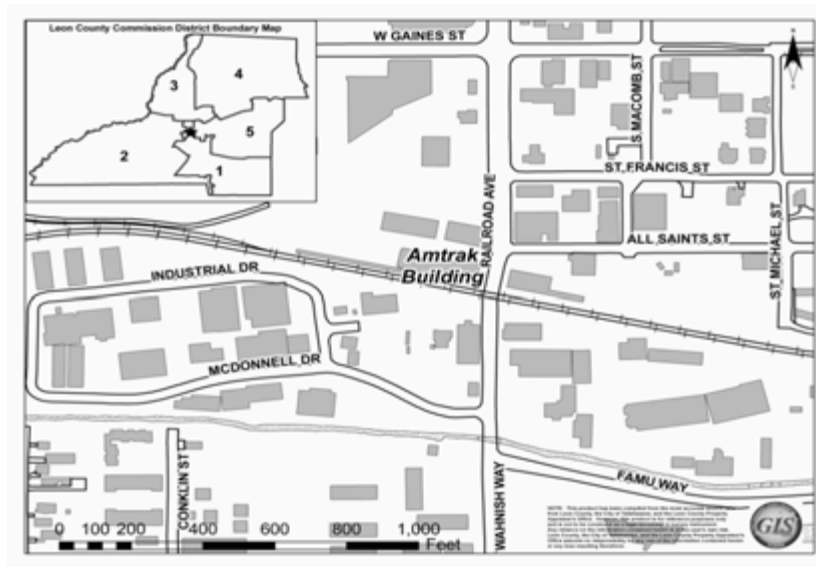 Leon County Commission District Boundary Map
3
4
5
2
1
W GAINES ST
N
S MACOMB ST
ST FRANCIS ST
RAILROAD AVE
ALL SAINTS ST
ST MICHAEL ST
Amtrak
Building
INDUSTRIAL DR
MCDONNELL DR
CONKLIN ST
WAHNISH WAY
FAMU WAY
0 100 200 400 600 800 1,000
Feet
GIS